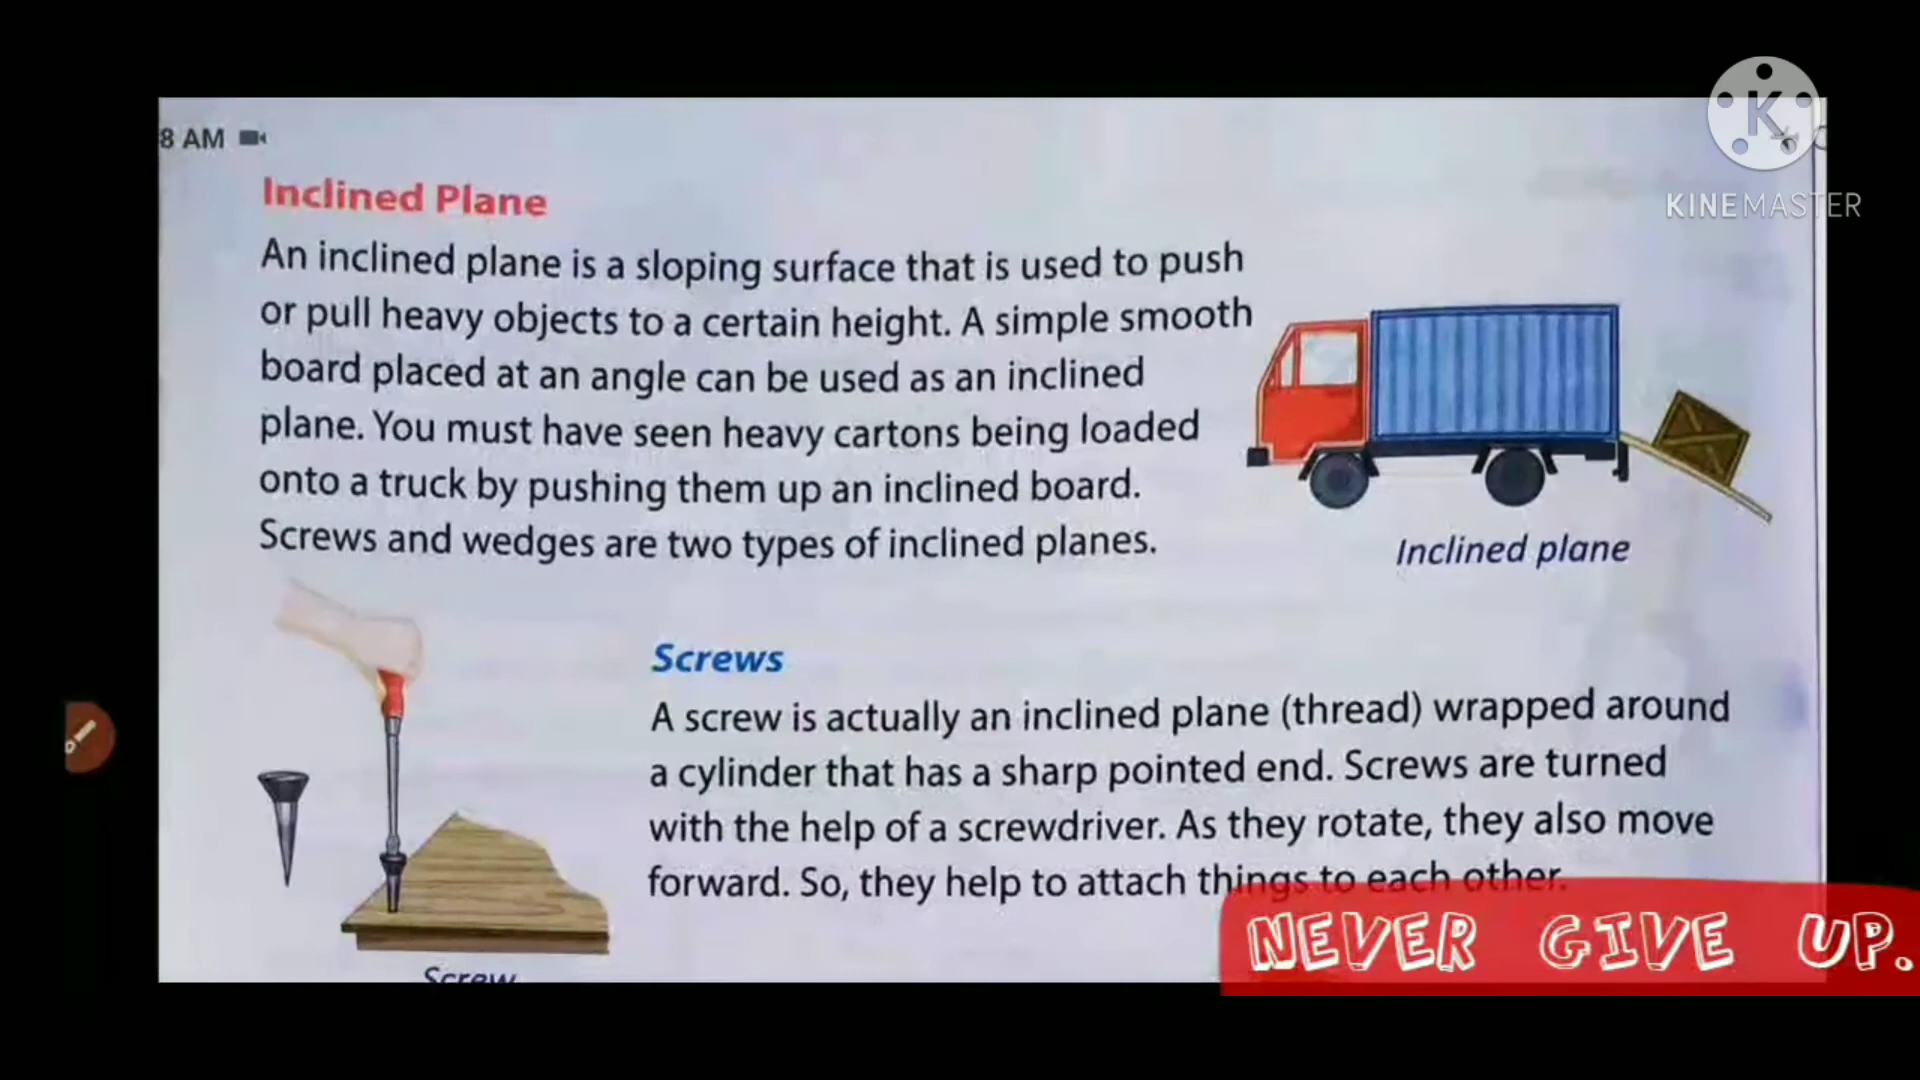 8 AM
K
KINEMASTER
Inclined Plane
An inclined plane is a sloping surface that is used to push
or pull heavy objects to a certain height. A simple smooth
board placed at an angle can be used as an inclined
plane. You must have seen heavy cartons being loaded
onto a truck by pushing them up an inclined board.
Screws and wedges are two types of inclined planes.
Inclined plane
Screws
A screw is actually an inclined plane (thread) wrapped around
a cylinder that has a sharp pointed end. Screws are turned
with the help of a screwdriver. As they rotate, they also move
forward. So, they help to attach things to each other.
Screw
NEVER GIVE UP.